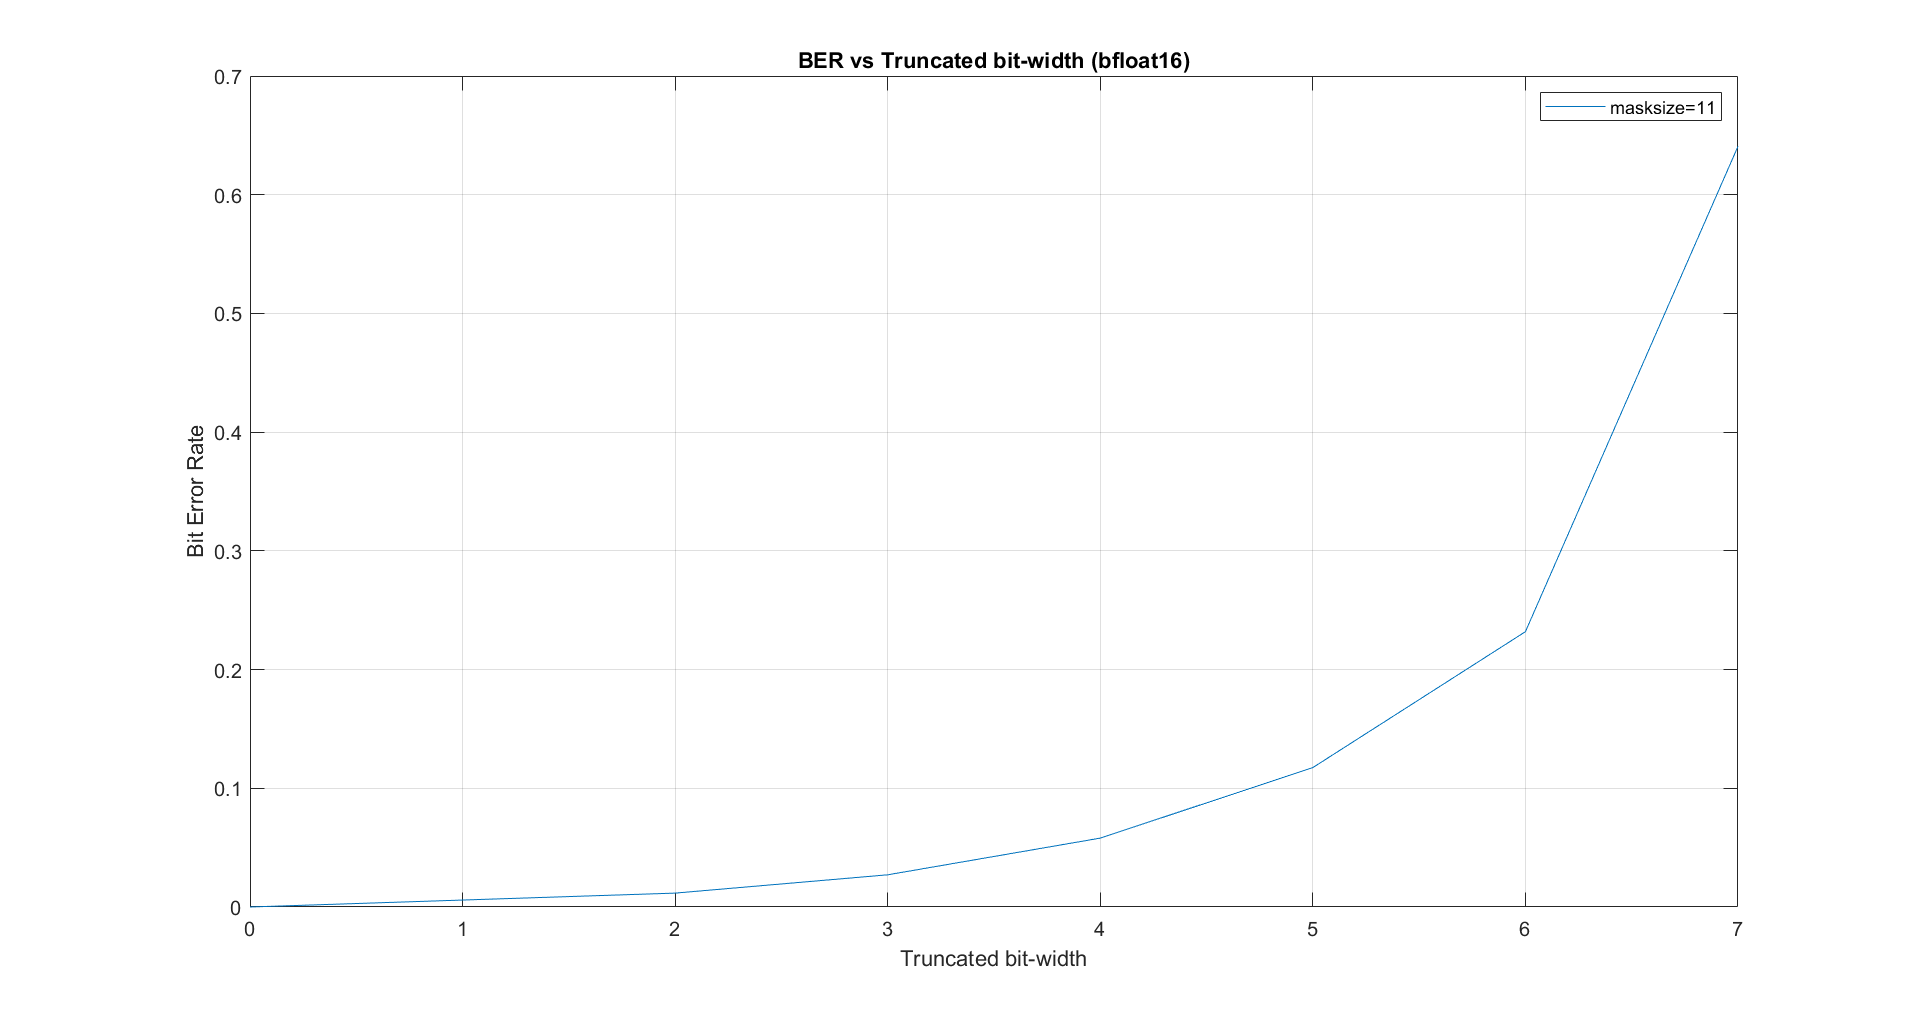 BER vs Truncated bit-width (bfloat16)
masksize=11
0.7
0.6
0.5
0.4
0.3
0.2
0.1
0
Bit Error Rate
0 1 2 3 4 5 6 7
Truncated bit-width